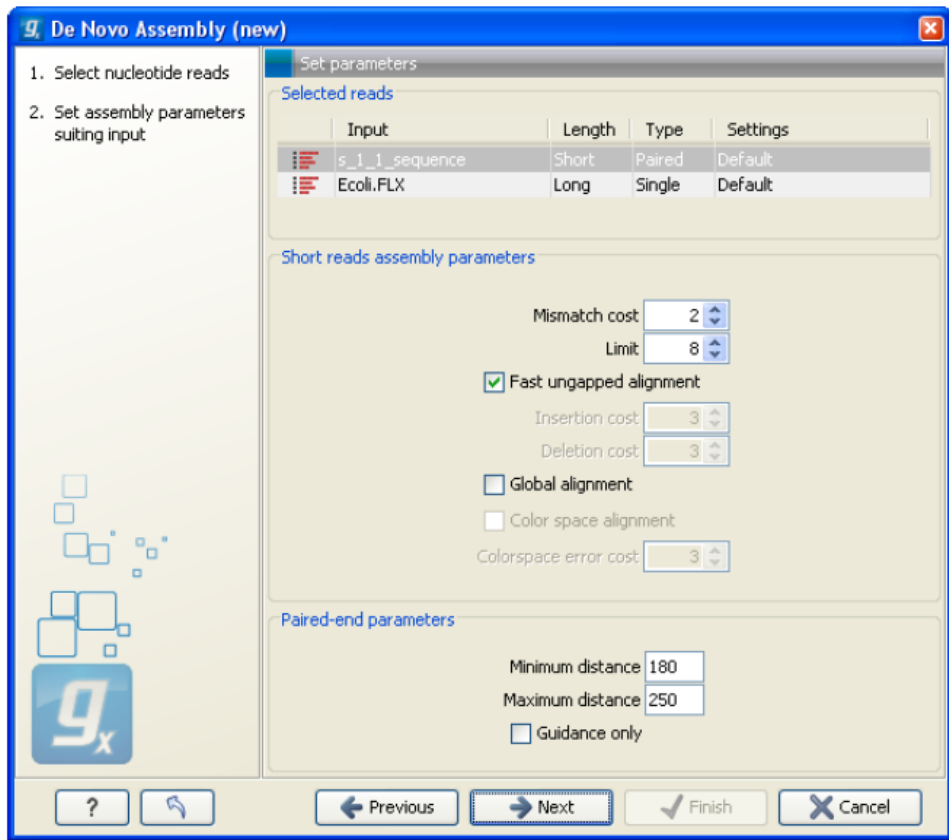 De Novo Assembly (new)
1. Select nucleotide reads
2. Set assembly parameters
suiting input
Set parameters
Selected reads
Input Length Type Settings
s_1_1_sequence Short Paired Default
Ecoli.FLX Long Single Default
Short reads assembly parameters
Mismatch cost 2
Limit 8
Fast ungapped alignment
Insertion cost 3
Deletion cost 3
Global alignment
Color space alignment
Colorspace error cost 3
Paired-end parameters
Minimum distance 180
Maximum distance 250
Guidance only
gx
? Previous Next Finish Cancel